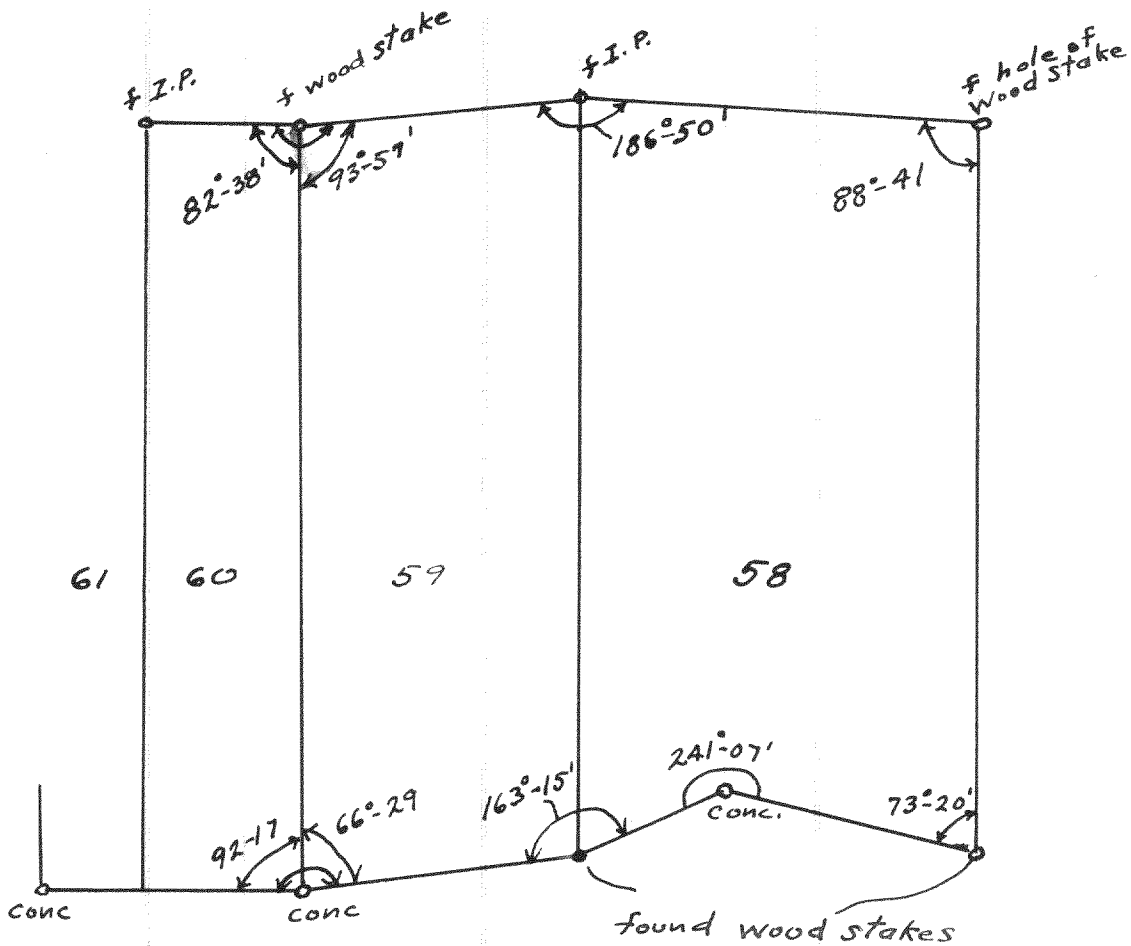 f I.P.
f wood stake
f I.P.
f hole of
wood stake
82°-38'
93°-59'
186°-50'
88°-41
61
60
59
58
92-17
66°-29
163°-15'
241°-07'
conc.
73°-20'
conc
conc
found wood stakes